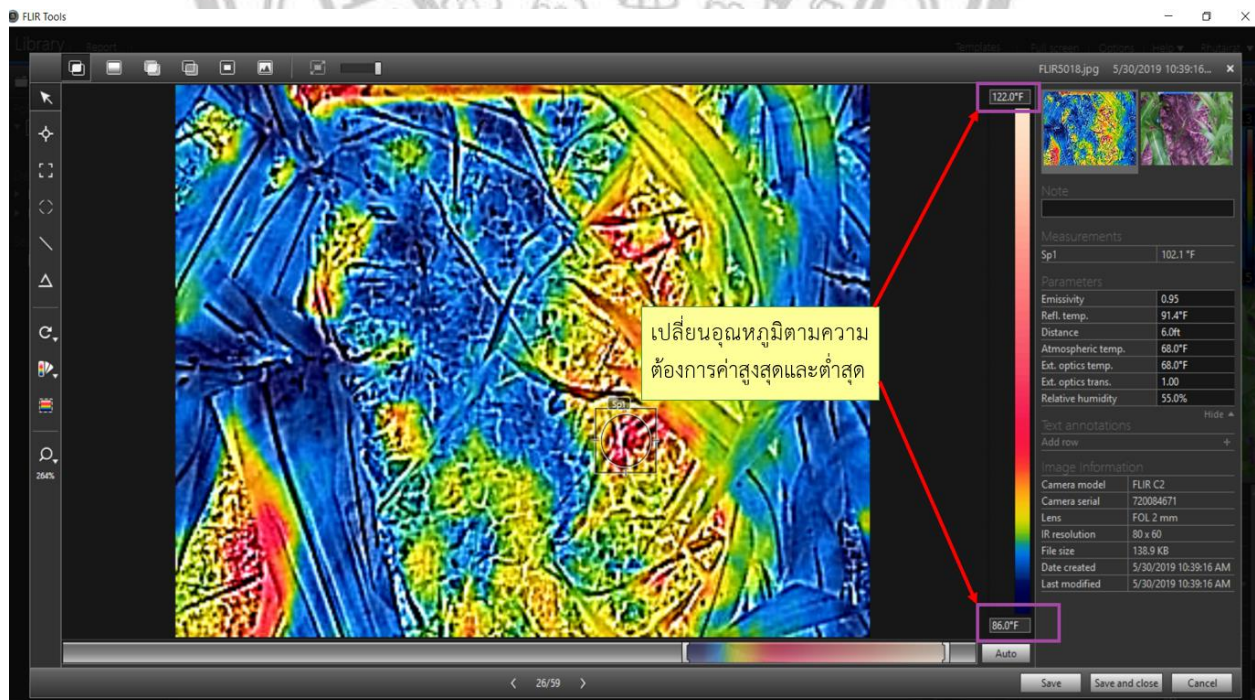 FLIR Tools
Library Report Templates Full screen Options Help
FLIR5018.jpg 5/30/2019 10:39:16...
122.0°F
Note
Measurements
Sp1 102.1 °F
Parameters
Emissivity 0.95
Refl. temp. 91.4°F
Distance 6.0ft
Atmospheric temp. 68.0°F
Ext. optics temp. 68.0°F
Ext. optics trans. 1.00
Relative humidity 55.0%
Hide
Text annotations
Add row +
Image information
Camera model FLIR C2
Camera serial 720084671
Lens FOL 2 mm
IR resolution 80 x 60
File size 138.9 KB
Date created 5/30/2019 10:39:16 AM
Last modified 5/30/2019 10:39:16 AM
เปลี่ยนอุณหภูมิตามความ
ต้องการค่าสูงสุดและต่ำสุด
Sp1
264%
86.0°F
Auto
26/59
Save Save and close Cancel